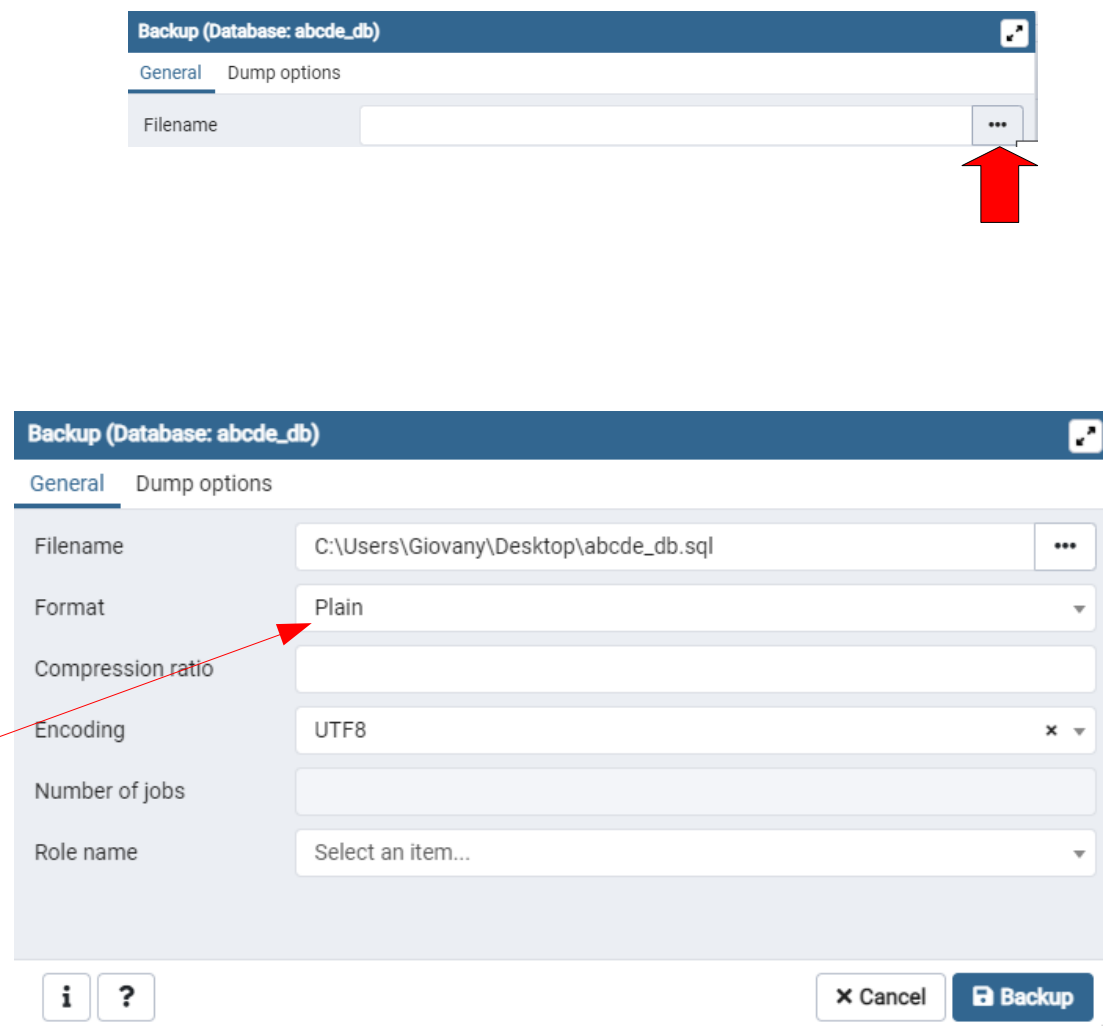 Backup (Database: abcde_db)
General Dump options
Filename
Backup (Database: abcde_db)
General Dump options
Filename C:\Users\Giovany\Desktop\abcde_db.sql
Format Plain
Compression ratio
Encoding UTF8
Number of jobs
Role name Select an item...
i ? Cancel Backup